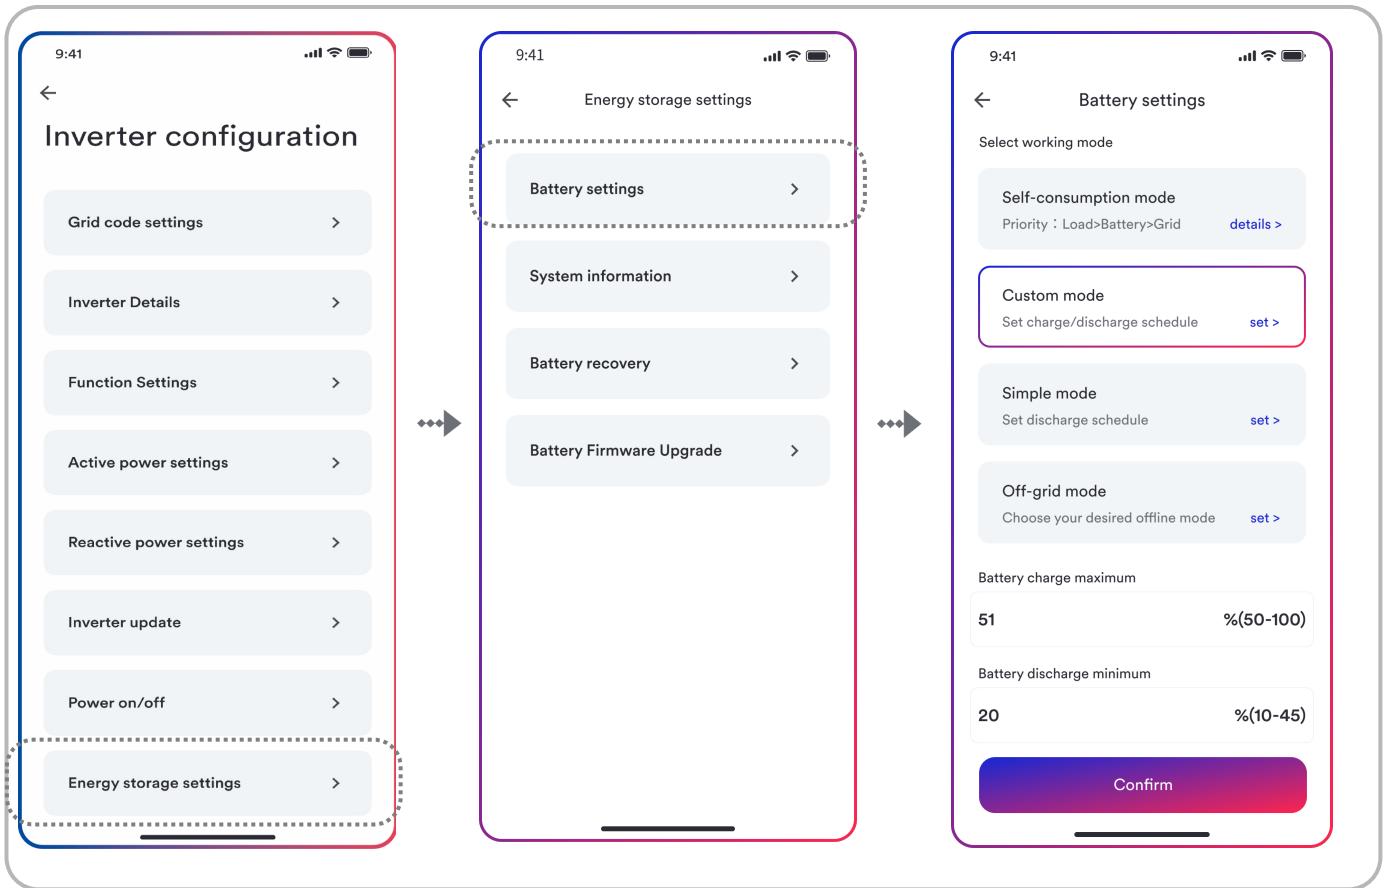 9:41
Inverter configuration
Grid code settings
Inverter Details
Function Settings
Active power settings
Reactive power settings
Inverter update
Power on/off
Energy storage settings
9:41
Energy storage settings
Battery settings
System information
Battery recovery
Battery Firmware Upgrade
9:41
Battery settings
Select working mode
Self-consumption mode
Priority：Load>Battery>Grid details >
Custom mode
Set charge/discharge schedule set >
Simple mode
Set discharge schedule set >
Off-grid mode
Choose your desired offline mode set >
Battery charge maximum
51 %(50-100)
Battery discharge minimum
20 %(10-45)
Confirm